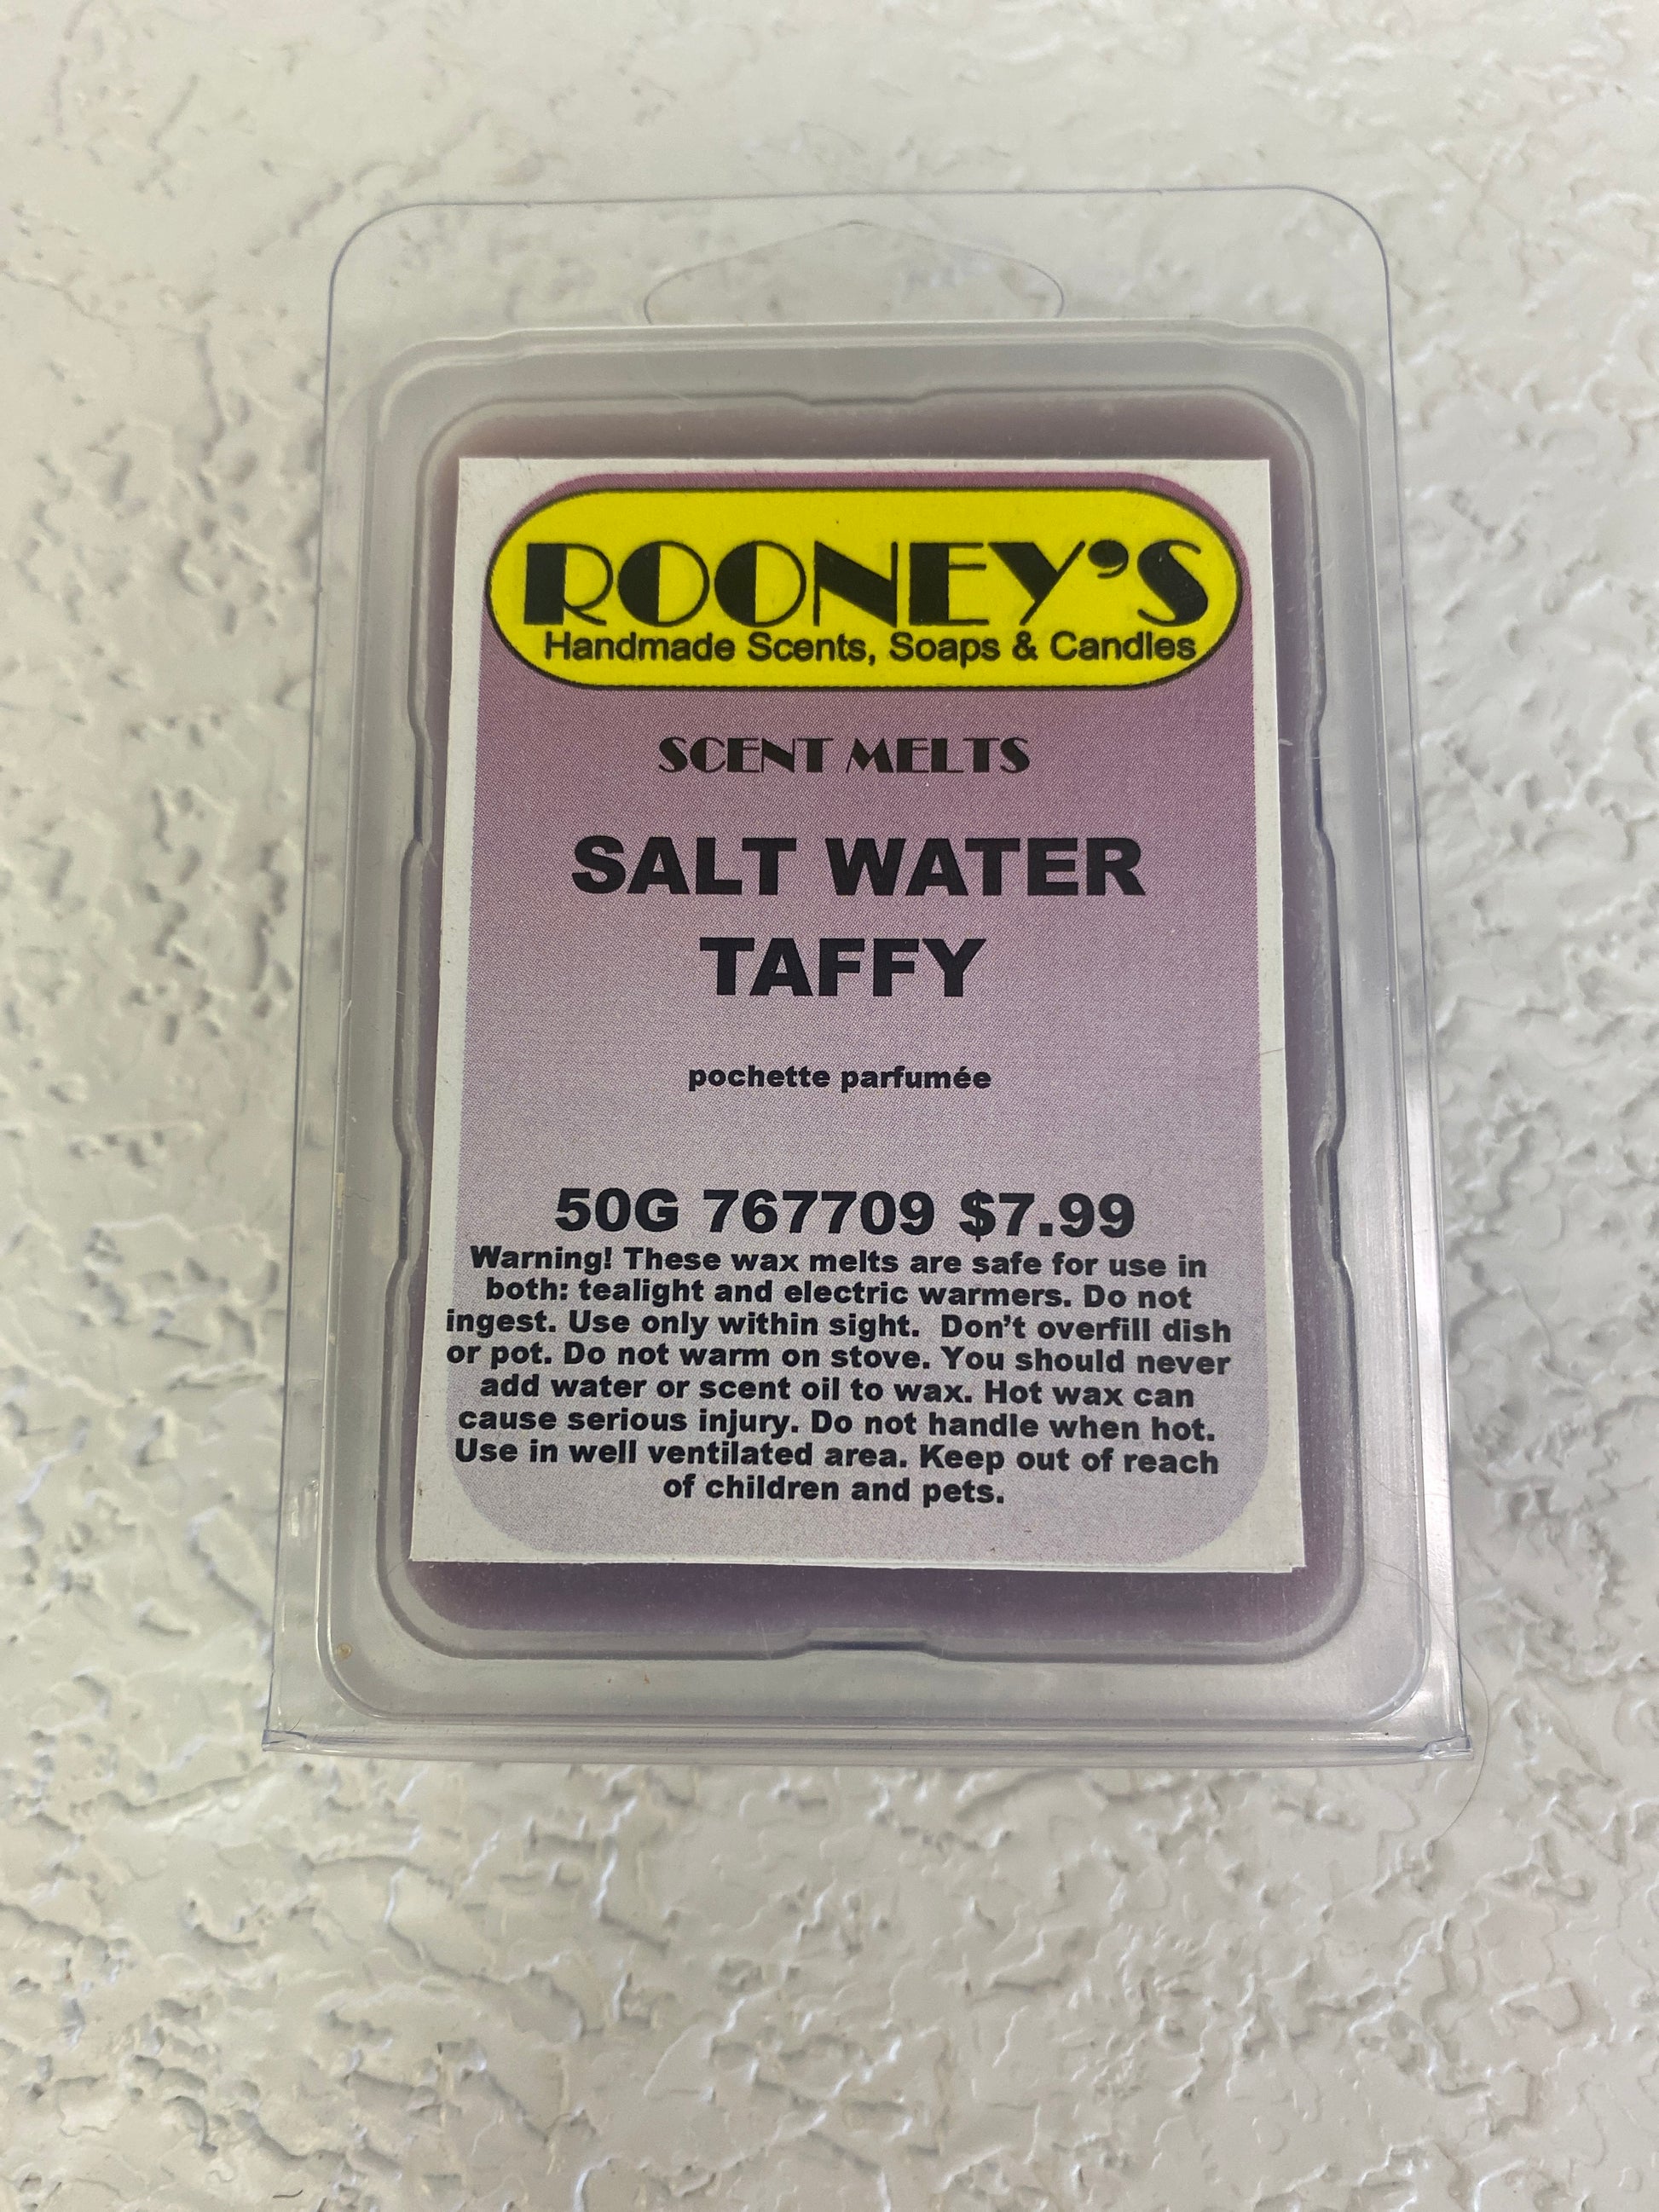 ROONEY'S
Handmade Scents, Soaps & Candles
SCENT MELTS
SALT WATER
TAFFY
pochette parfumée
50G 767709 $7.99
Warning! These wax melts are safe for use in
both: tealight and electric warmers. Do not
ingest. Use only within sight.  Don't overfill dish
or pot. Do not warm on stove. You should never
add water or scent oil to wax. Hot wax can
cause serious injury. Do not handle when hot.
Use in well ventilated area. Keep out of reach
of children and pets.